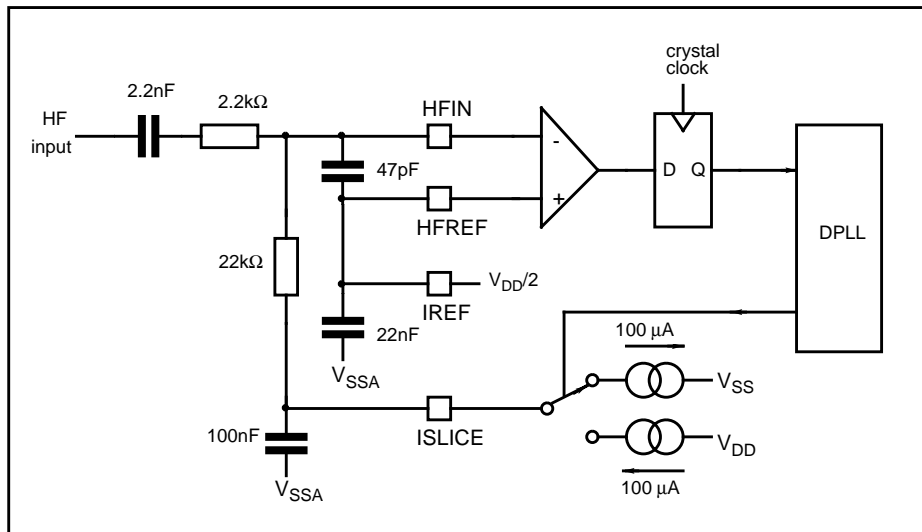 crystal
clock
2.2nF
2.2kΩ
HF
input
HFIN
-
47pF
D Q
+
HFREF
DPLL
22kΩ
V_DD/2
IREF
22nF
100 µA
V_SSA
V_SS
ISLICE
100nF
V_DD
V_SSA
100 µA